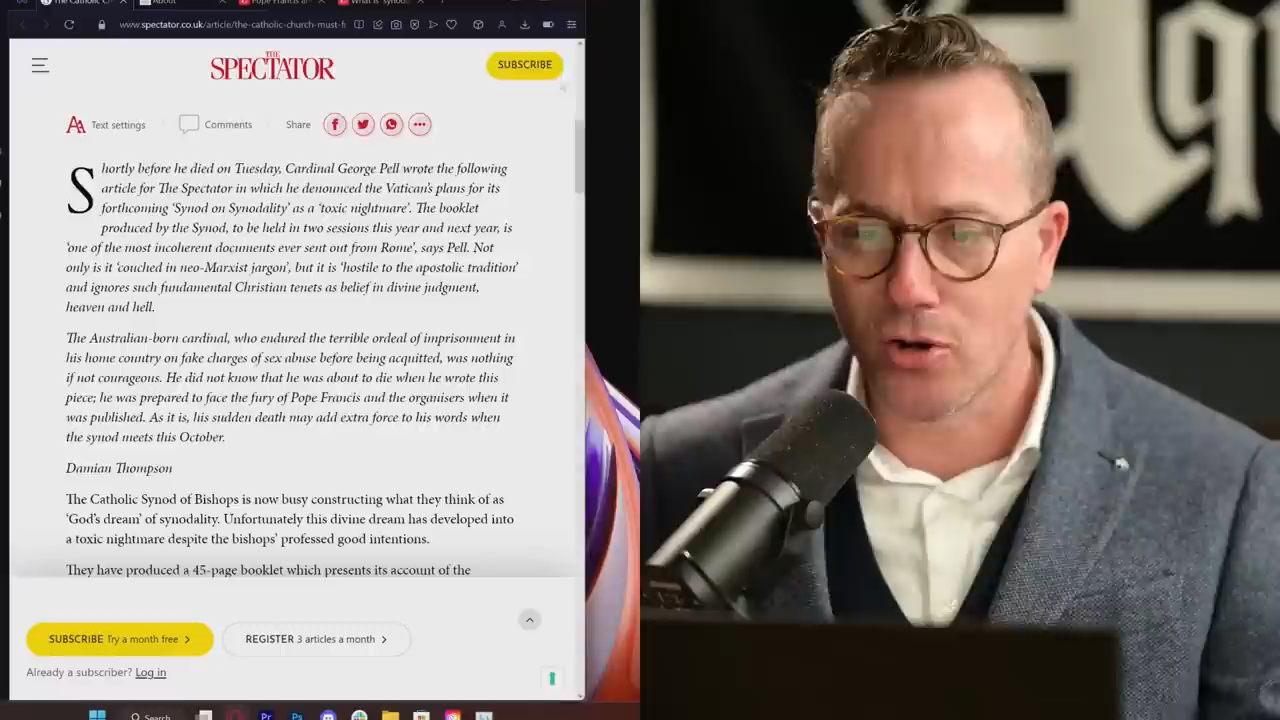 The Catholic C
About
Pope Francis a
What is 'synod
www.spectator.co.uk/article/the-catholic-church-must-f
THE
SPECTATOR
SUBSCRIBE
Text settings
Comments
Share
Shortly before he died on Tuesday, Cardinal George Pell wrote the following
article for The Spectator in which he denounced the Vatican's plans for its
forthcoming 'Synod on Synodality' as a 'toxic nightmare'. The booklet
produced by the Synod, to be held in two sessions this year and next year, is
'one of the most incoherent documents ever sent out from Rome', says Pell. Not
only is it 'couched in neo-Marxist jargon', but it is 'hostile to the apostolic tradition'
and ignores such fundamental Christian tenets as belief in divine judgment,
heaven and hell.
The Australian-born cardinal, who endured the terrible ordeal of imprisonment in
his home country on fake charges of sex abuse before being acquitted, was nothing
if not courageous. He did not know that he was about to die when he wrote this
piece; he was prepared to face the fury of Pope Francis and the organisers when it
was published. As it is, his sudden death may add extra force to his words when
the synod meets this October.
Damian Thompson
The Catholic Synod of Bishops is now busy constructing what they think of as
'God's dream' of synodality. Unfortunately this divine dream has developed into
a toxic nightmare despite the bishops' professed good intentions.
They have produced a 45-page booklet which presents its account of the
SUBSCRIBE Try a month free >
REGISTER 3 articles a month >
Already a subscriber? Log in
Search
Aq